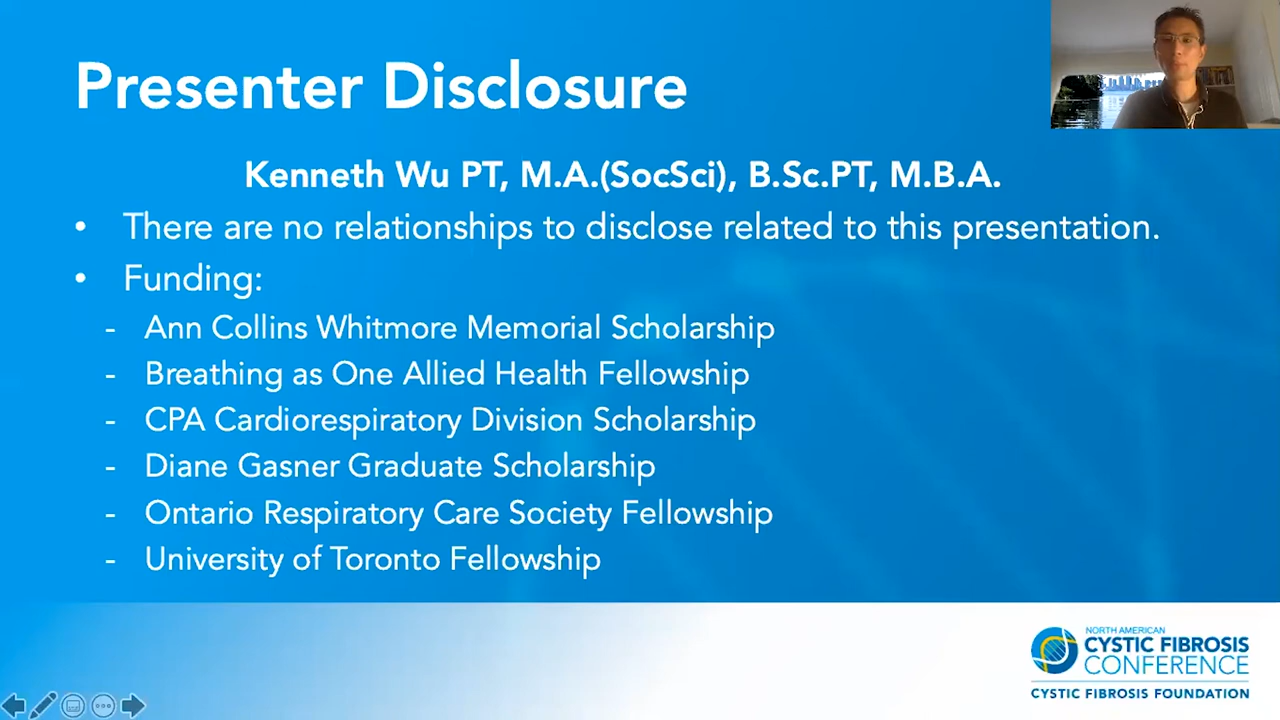 Presenter Disclosure
Kenneth Wu PT, M.A.(SocSci), B.Sc.PT, M.B.A.
• There are no relationships to disclose related to this presentation.
• Funding:
- Ann Collins Whitmore Memorial Scholarship
- Breathing as One Allied Health Fellowship
- CPA Cardiorespiratory Division Scholarship
- Diane Gasner Graduate Scholarship
- Ontario Respiratory Care Society Fellowship
- University of Toronto Fellowship
NORTH AMERICAN
CYSTIC FIBROSIS
CONFERENCE
CYSTIC FIBROSIS FOUNDATION